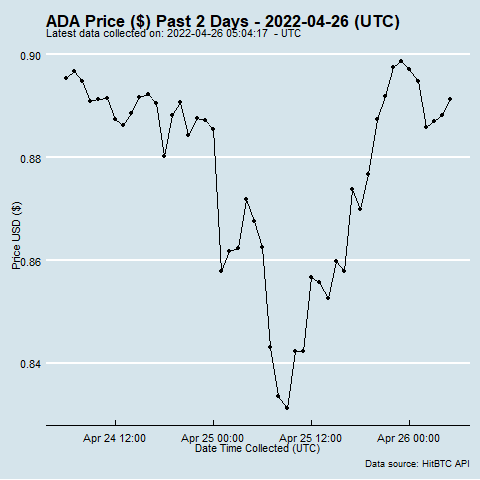 ADA Price ($) Past 2 Days - 2022-04-26 (UTC)
Latest data collected on: 2022-04-26 05:04:17  - UTC
0.90
0.88
0.86
0.84
Price USD ($)
Apr 24 12:00 Apr 25 00:00 Apr 25 12:00 Apr 26 00:00
Date Time Collected (UTC)
Data source: HitBTC API